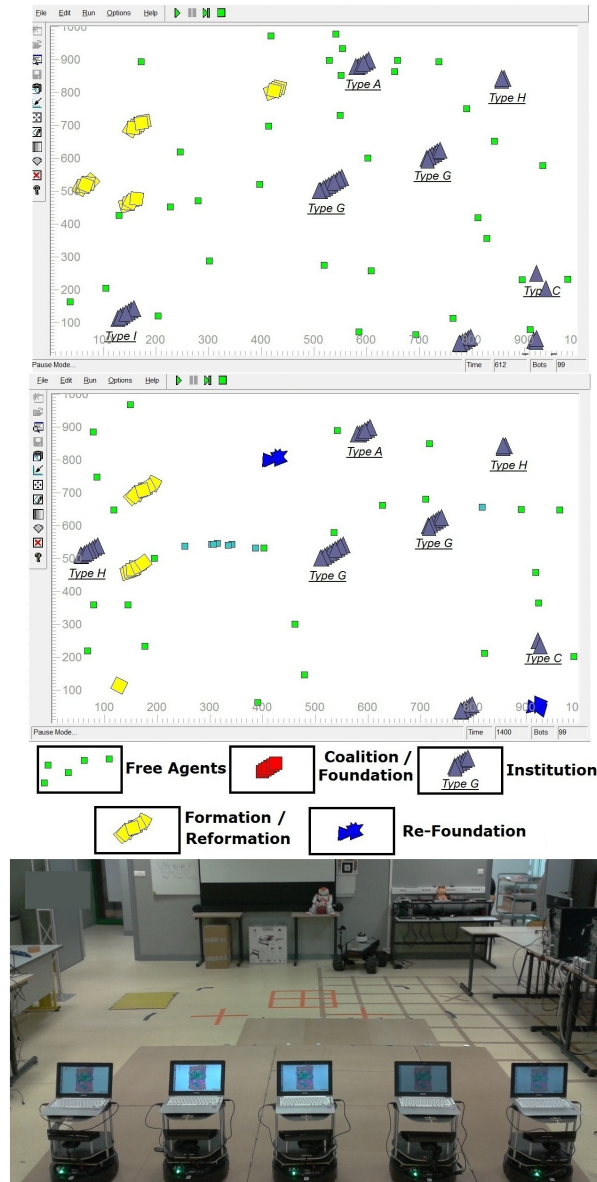 File Edit Run Options Help
1000
900
800
Type A
Type H
700
600
Type G
500
Type G
400
300
200
Type C
100
Type I
100 200 300 400 500 600 700 800 900 10
Pause Mode... Time 612 Bots 99
File Edit Run Options Help
1000
900
Type A
800
Type H
700
600
Type G
500
Type H
Type G
400
300
200
Type C
100
100 200 300 400 500 600 700 800 900 10
Pause Mode... Time 1400 Bots 99
Free Agents
Coalition /
Foundation
Type G
Institution
Formation /
Reformation
Re-Foundation